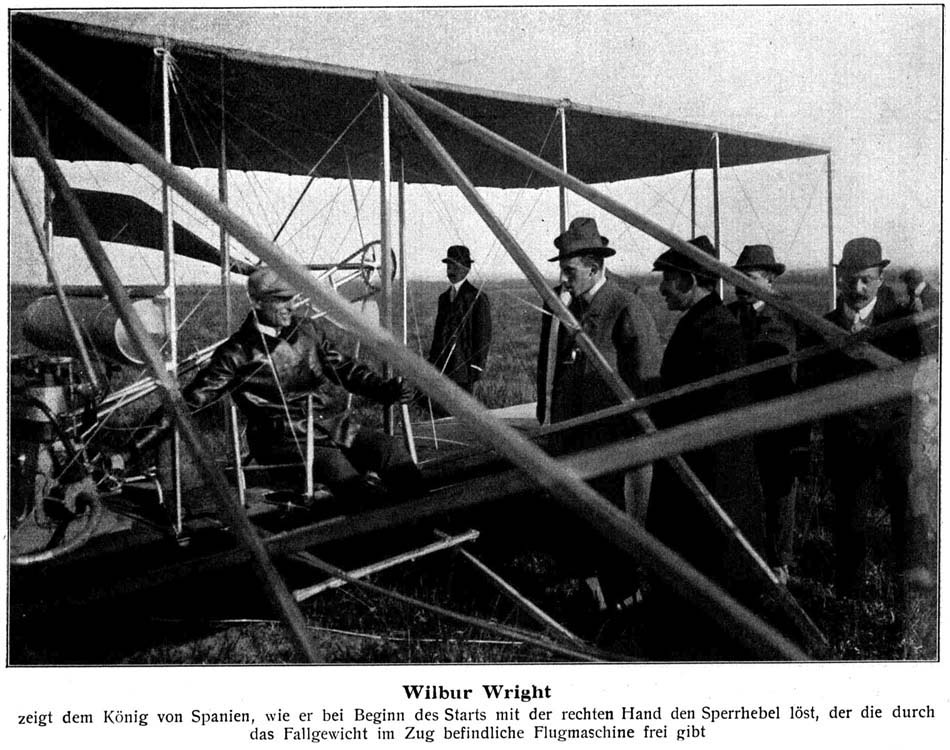 Wilbur Wright
zeigt dem König von Spanien, wie er bei Beginn des Starts mit der rechten Hand den Sperrhebel löst, der die durch
das Fallgewicht im Zug befindliche Flugmaschine frei gibt